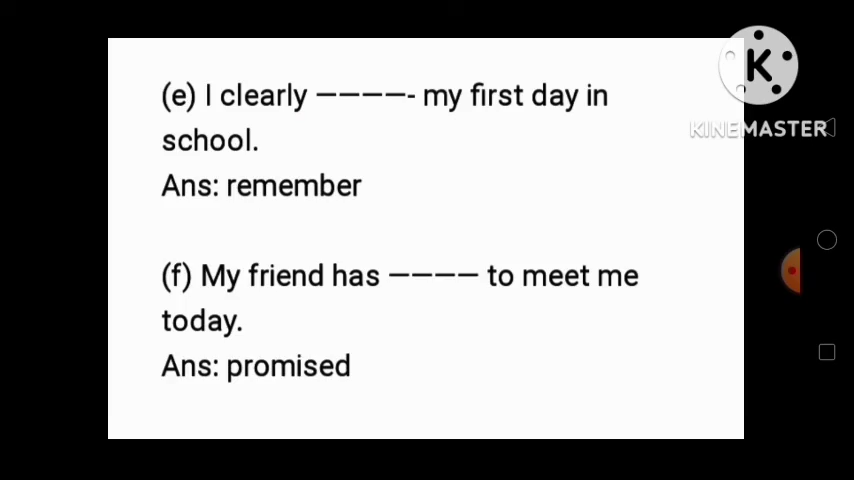 (e) I clearly −−−−- my first day in
school.
Ans: remember
(f) My friend has −−−− to meet me
today.
Ans: promised
K
KINEMASTER